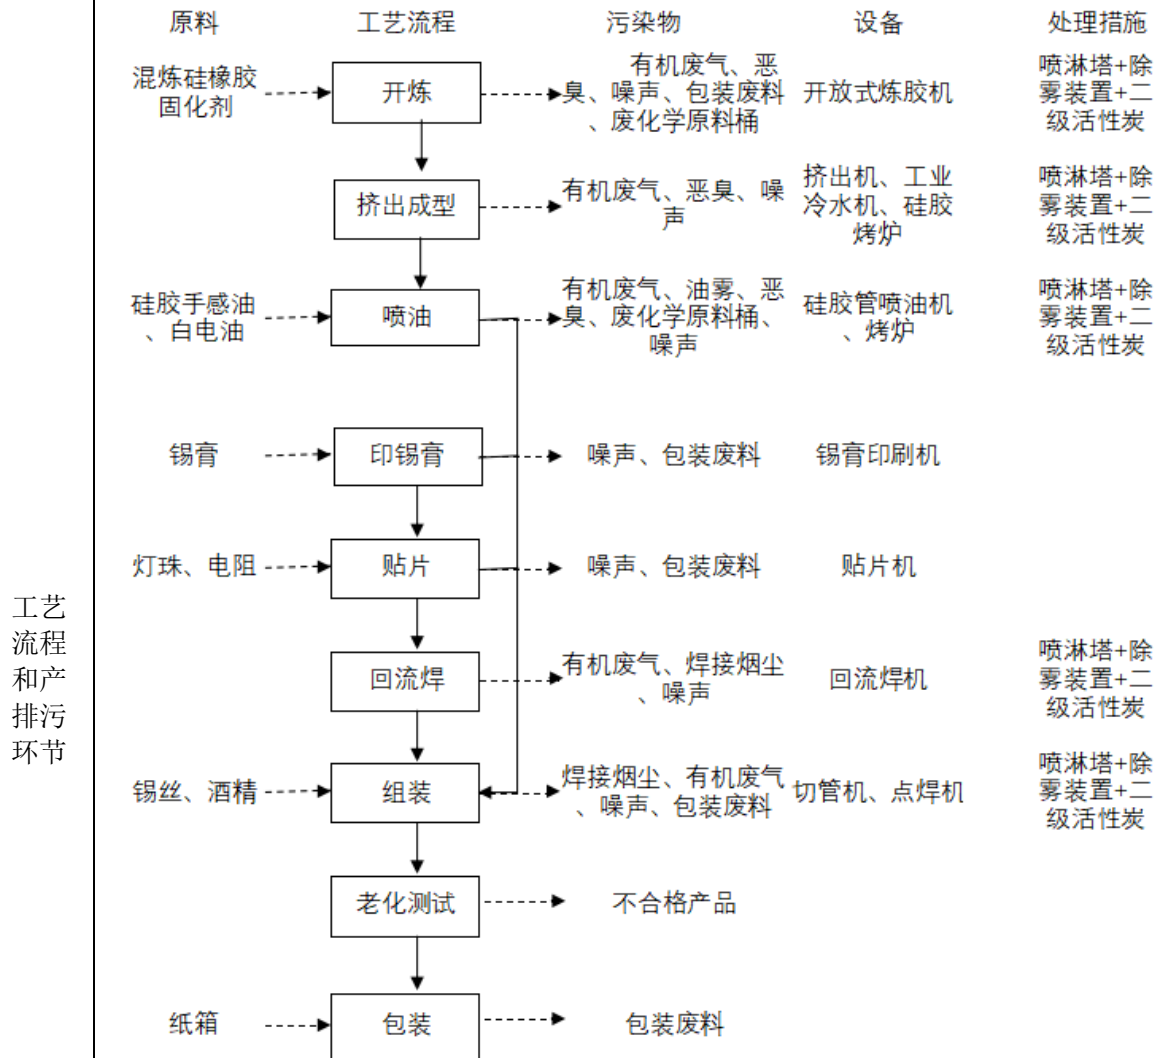 原料 工艺流程 污染物 设备 处理措施
混炼硅橡胶
固化剂
开炼
有机废气、恶
臭、噪声、包装废料
、废化学原料桶
开放式炼胶机
喷淋塔+除
雾装置+二
级活性炭
挤出成型
有机废气、恶臭、噪
声
挤出机、工业
冷水机、硅胶
烤炉
喷淋塔+除
雾装置+二
级活性炭
硅胶手感油
、白电油
喷油
有机废气、油雾、恶
臭、废化学原料桶、
噪声
硅胶管喷油机
、烤炉
喷淋塔+除
雾装置+二
级活性炭
锡膏
印锡膏
噪声、包装废料
锡膏印刷机
灯珠、电阻
贴片
噪声、包装废料
贴片机
工艺
流程
和产
排污
环节
回流焊
有机废气、焊接烟尘
、噪声
回流焊机
喷淋塔+除
雾装置+二
级活性炭
锡丝、酒精
组装
焊接烟尘、有机废气
、噪声、包装废料
切管机、点焊机
喷淋塔+除
雾装置+二
级活性炭
老化测试
不合格产品
纸箱
包装
包装废料